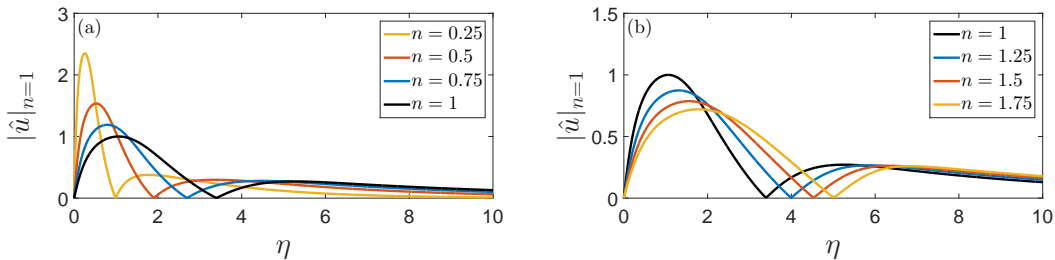 (a)
3
2
1
0
|û|ₙ₌₁
n = 0.25
n = 0.5
n = 0.75
n = 1
0 2 4 6 8 10
η
(b)
1.5
1
0.5
0
|û|ₙ₌₁
n = 1
n = 1.25
n = 1.5
n = 1.75
0 2 4 6 8 10
η